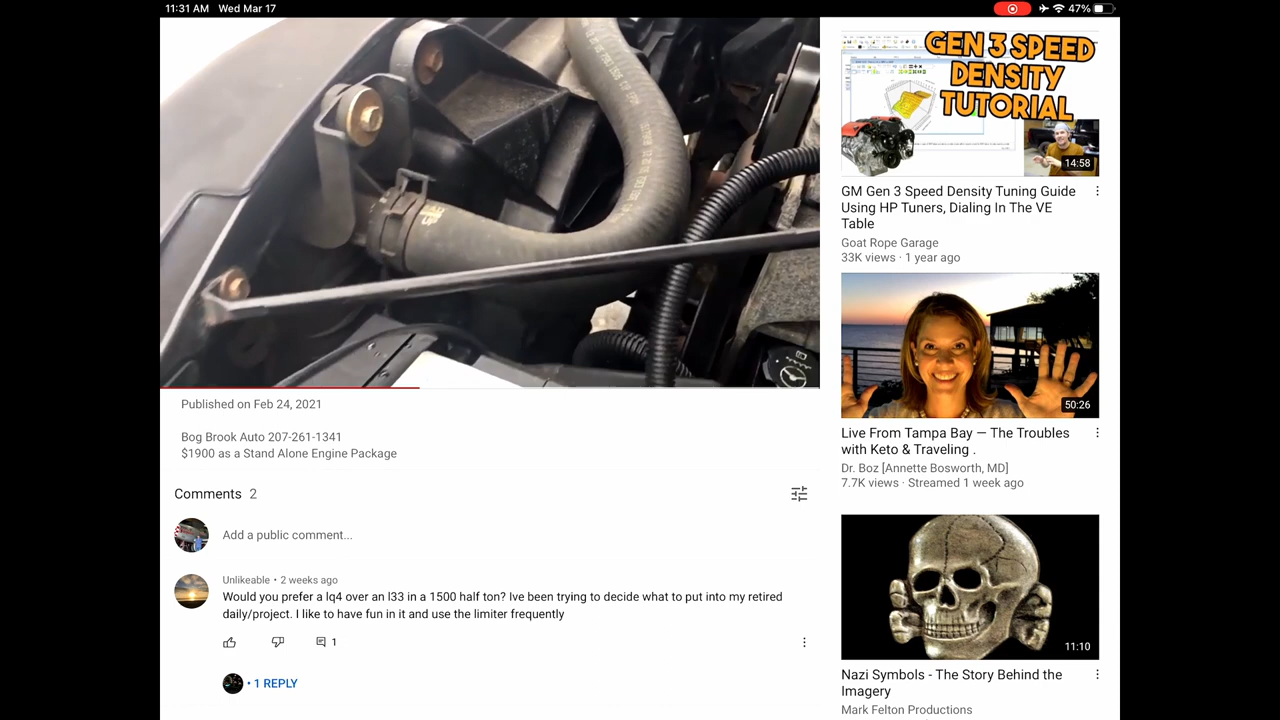 11:31 AM Wed Mar 17
47%
GEN 3 SPEED
DENSITY
TUTORIAL
14:58
GM Gen 3 Speed Density Tuning Guide
Using HP Tuners, Dialing In The VE
Table
Goat Rope Garage
33K views · 1 year ago
50:26
Live From Tampa Bay — The Troubles
with Keto & Traveling .
Dr. Boz [Annette Bosworth, MD]
7.7K views · Streamed 1 week ago
11:10
Nazi Symbols - The Story Behind the
Imagery
Mark Felton Productions
Published on Feb 24, 2021
Bog Brook Auto 207-261-1341
$1900 as a Stand Alone Engine Package
Comments 2
Add a public comment...
Unlikeable • 2 weeks ago
Would you prefer a lq4 over an l33 in a 1500 half ton? Ive been trying to decide what to put into my retired
daily/project. I like to have fun in it and use the limiter frequently
1
• 1 REPLY